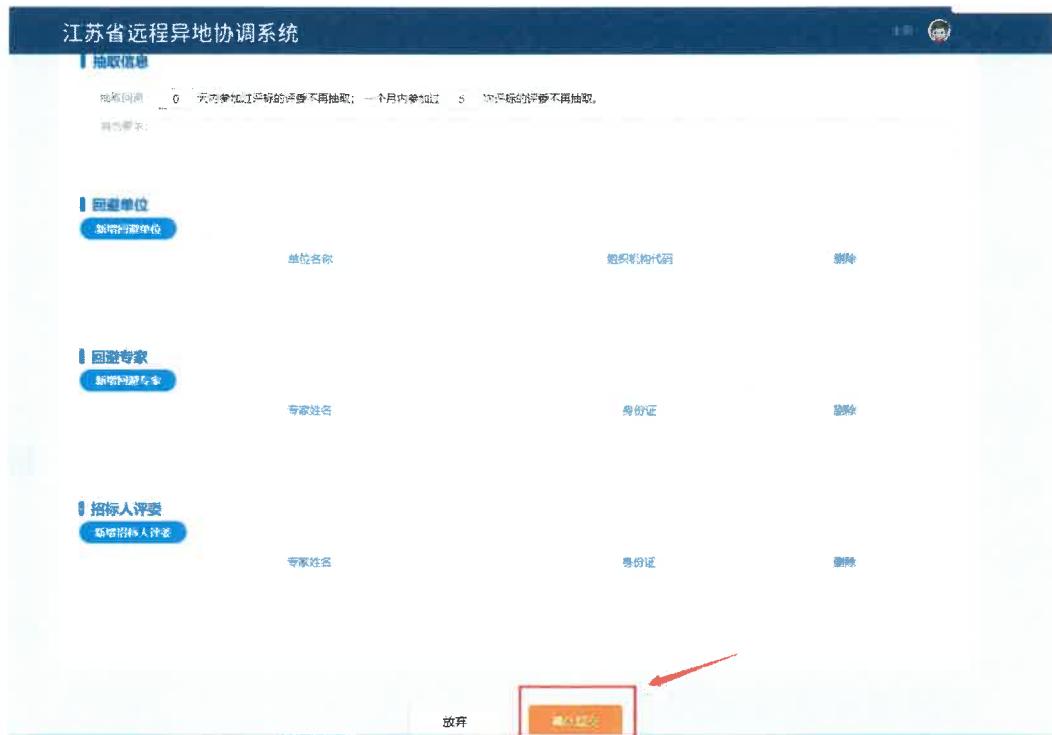 江苏省远程异地协调系统
抽取信息
抽取回避: 0 天内参加过评标的评委不再抽取; 一个月内参加过 5 次评标的评委不再抽取。
回避单位
新增回避单位
单位名称 组织机构代码 删除
回避专家
新增回避专家
专家姓名 身份证 删除
招标人评委
新增招标人评委
专家姓名 身份证 删除
放弃